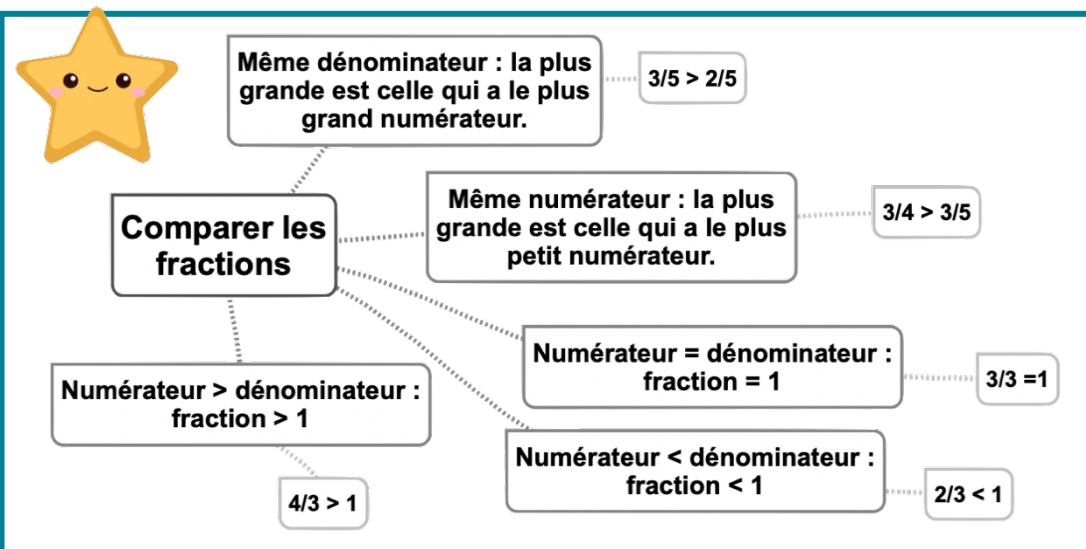 Même dénominateur : la plus
grande est celle qui a le plus
grand numérateur.
3/5 > 2/5
Comparer les
fractions
Même numérateur : la plus
grande est celle qui a le plus
petit numérateur.
3/4 > 3/5
Numérateur = dénominateur :
fraction = 1
3/3 =1
Numérateur > dénominateur :
fraction > 1
4/3 > 1
Numérateur < dénominateur :
fraction < 1
2/3 < 1